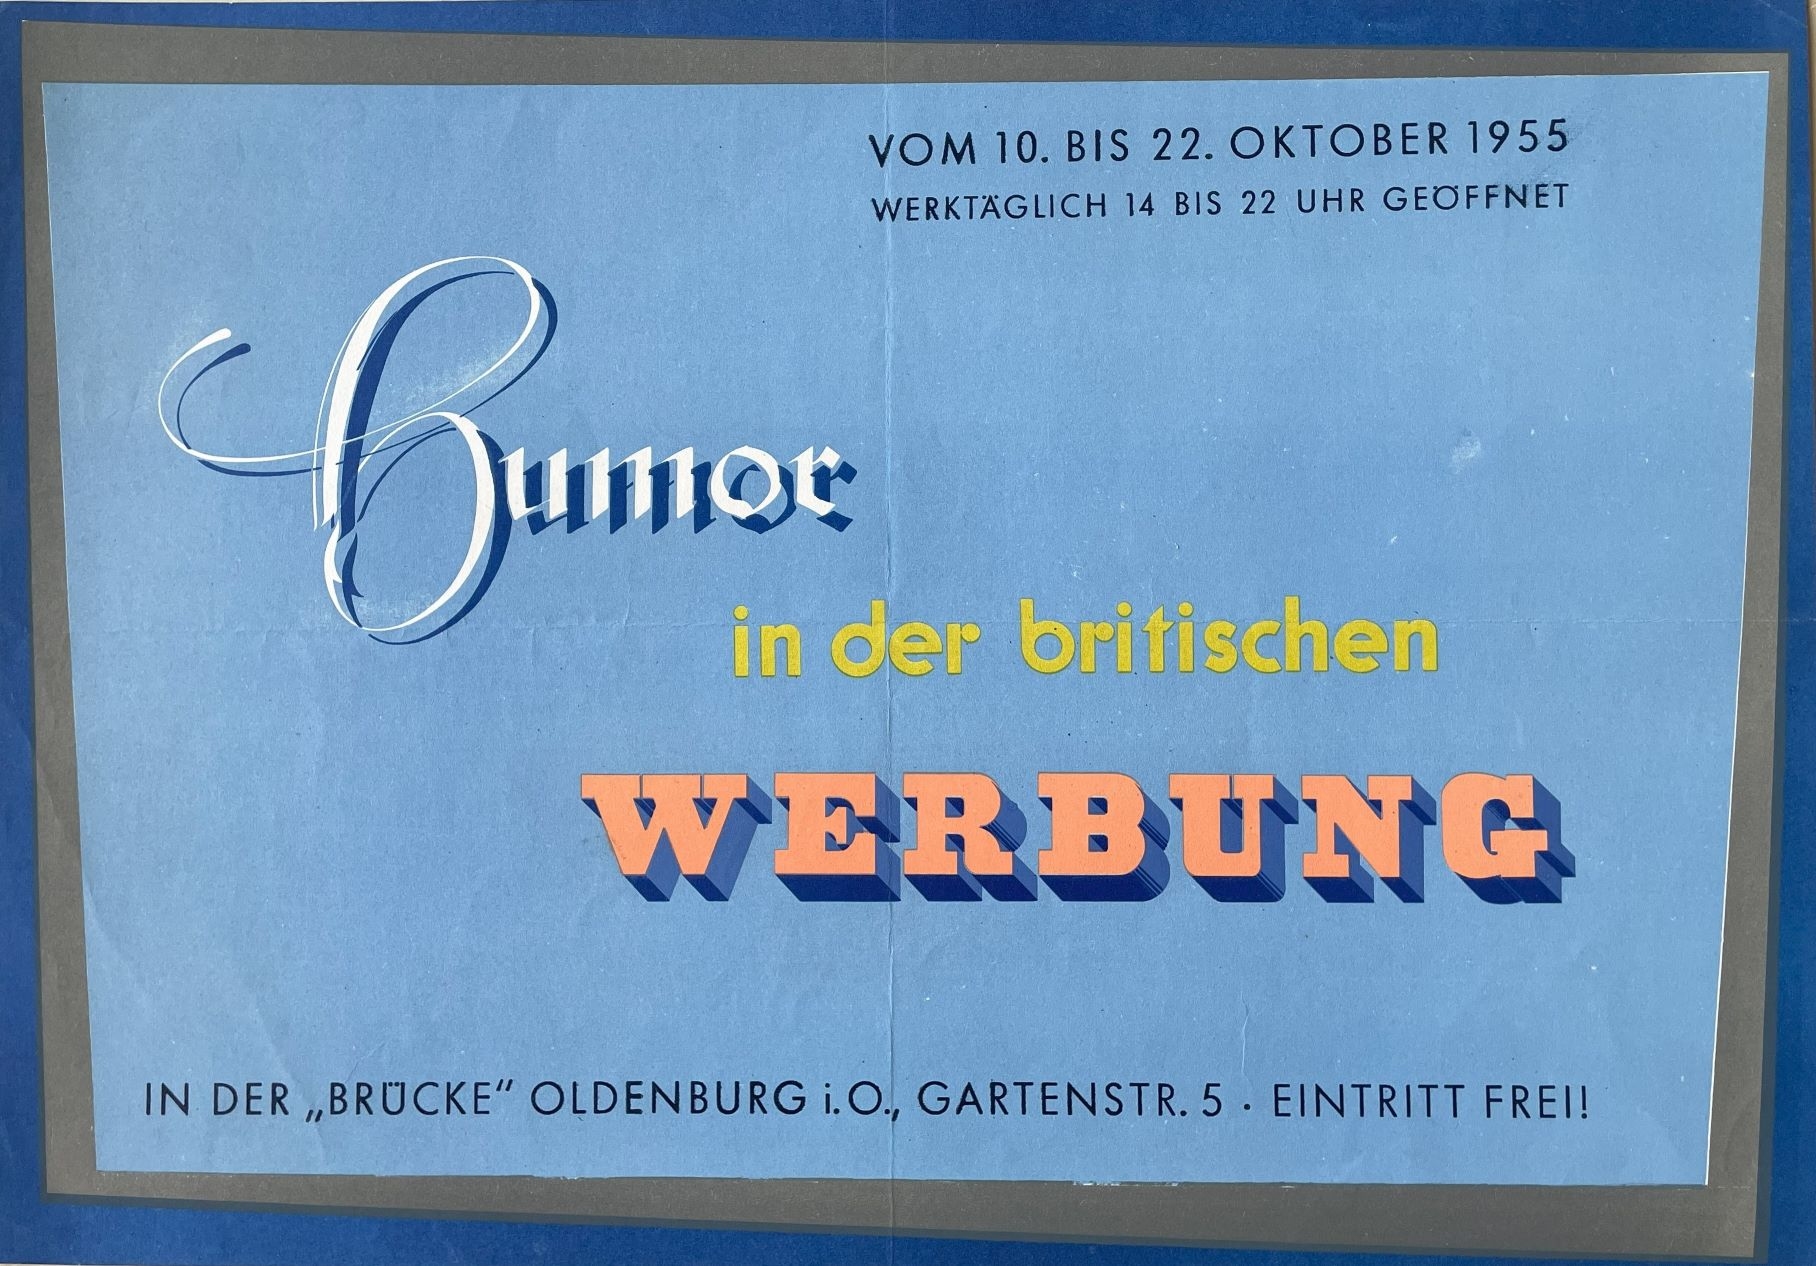 VOM 10. BIS 22. OKTOBER 1955
WERKTÄGLICH 14 BIS 22 UHR GEÖFFNET
Humor
in der britischen
WERBUNG
IN DER „BRÜCKE“ OLDENBURG i.O., GARTENSTR. 5 · EINTRITT FREI!